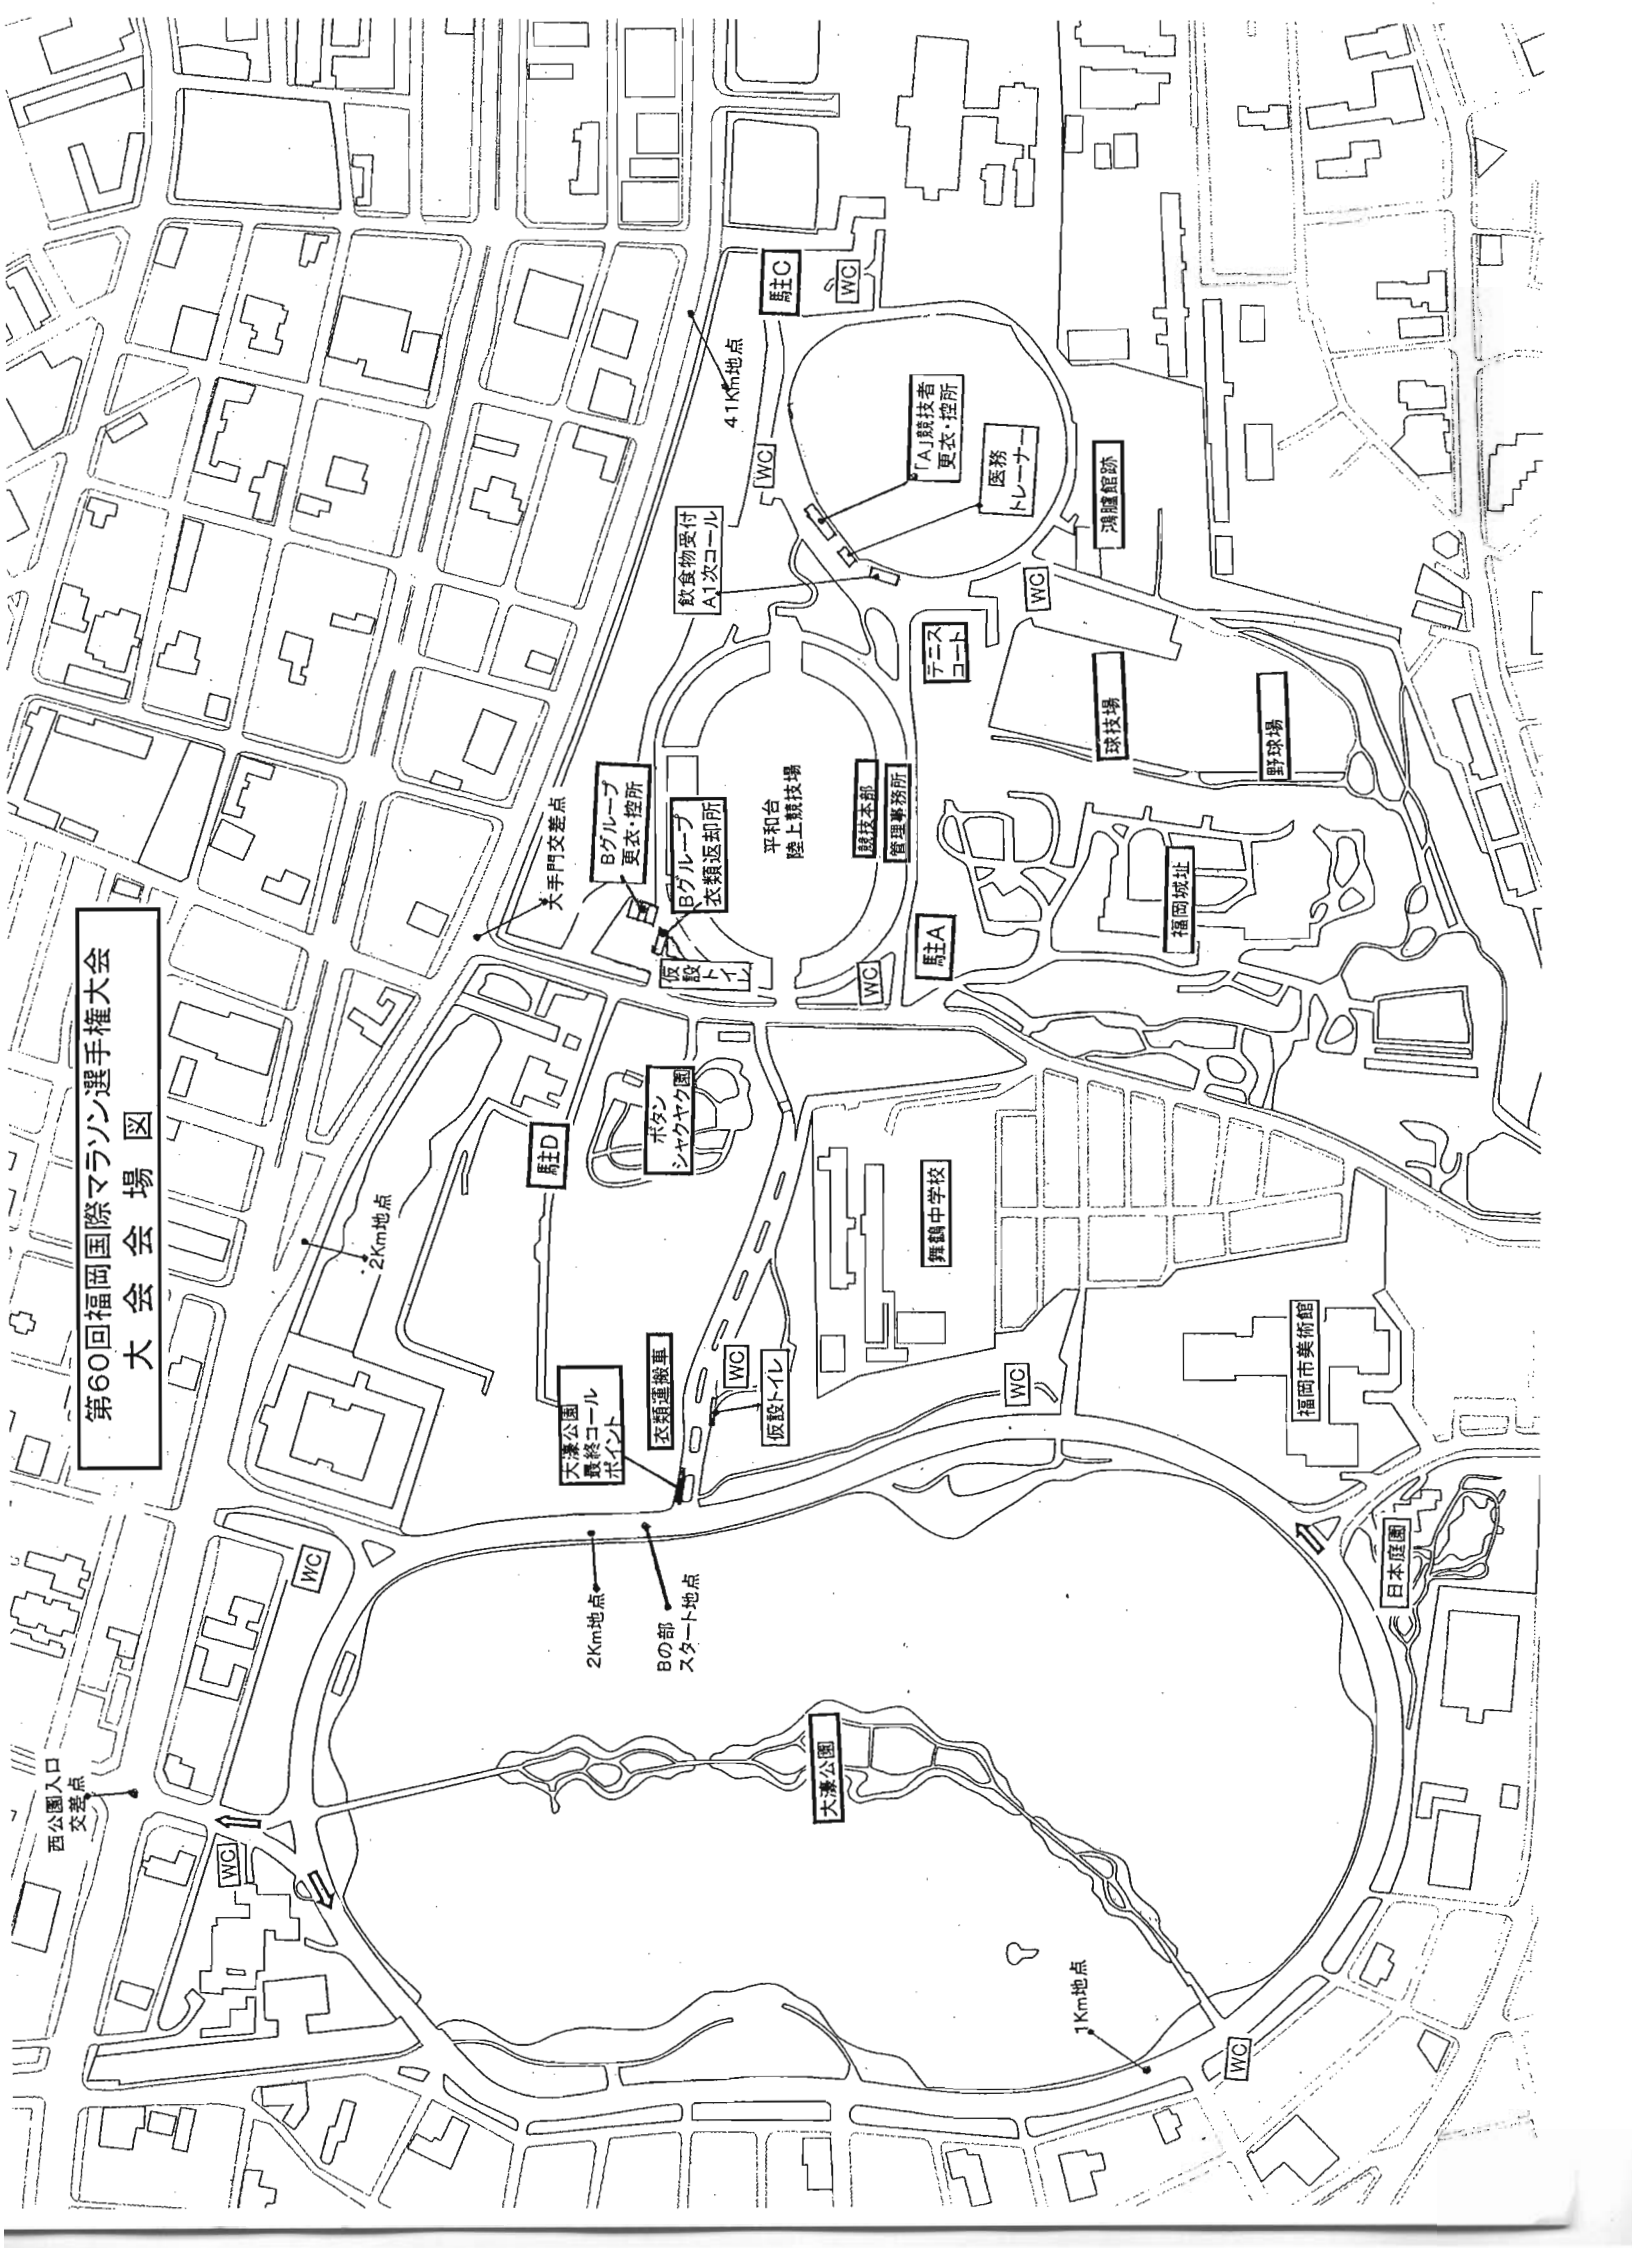 第60回福岡国際マラソン選手権大会
大会会場図
西公園入口
交差点
WC
WC
2Km地点
大手門交差点
Bグループ
更衣・控所
Bグループ
衣類返却所
仮設
トイレ
飲食物受付
A1次コール
41Km地点
WC
駐C
WC
「A」競技者
更衣・控所
医務
トレーナー
鴻臚館跡
WC
テニス
コート
平和台
陸上競技場
競技本部
管理事務所
球技場
野球場
駐A
WC
福岡城址
駐D
ボタン
シャクヤク園
舞鶴中学校
大濠公園
最終コール
ポイント
衣類運搬車
WC
仮設トイレ
WC
福岡市美術館
2Km地点
Bの部
スタート地点
日本庭園
大濠公園
1Km地点
WC